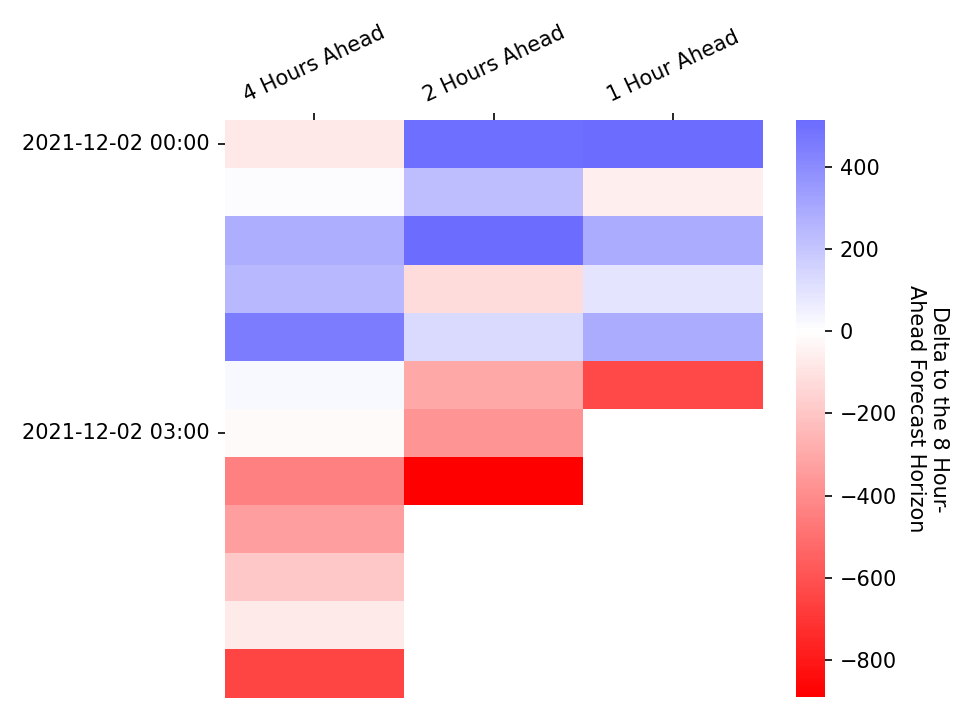 4 Hours Ahead
2 Hours Ahead
1 Hour Ahead
2021-12-02 00:00
2021-12-02 03:00
400
200
0
−200
−400
−600
−800
Delta to the 8 Hour-
Ahead Forecast Horizon